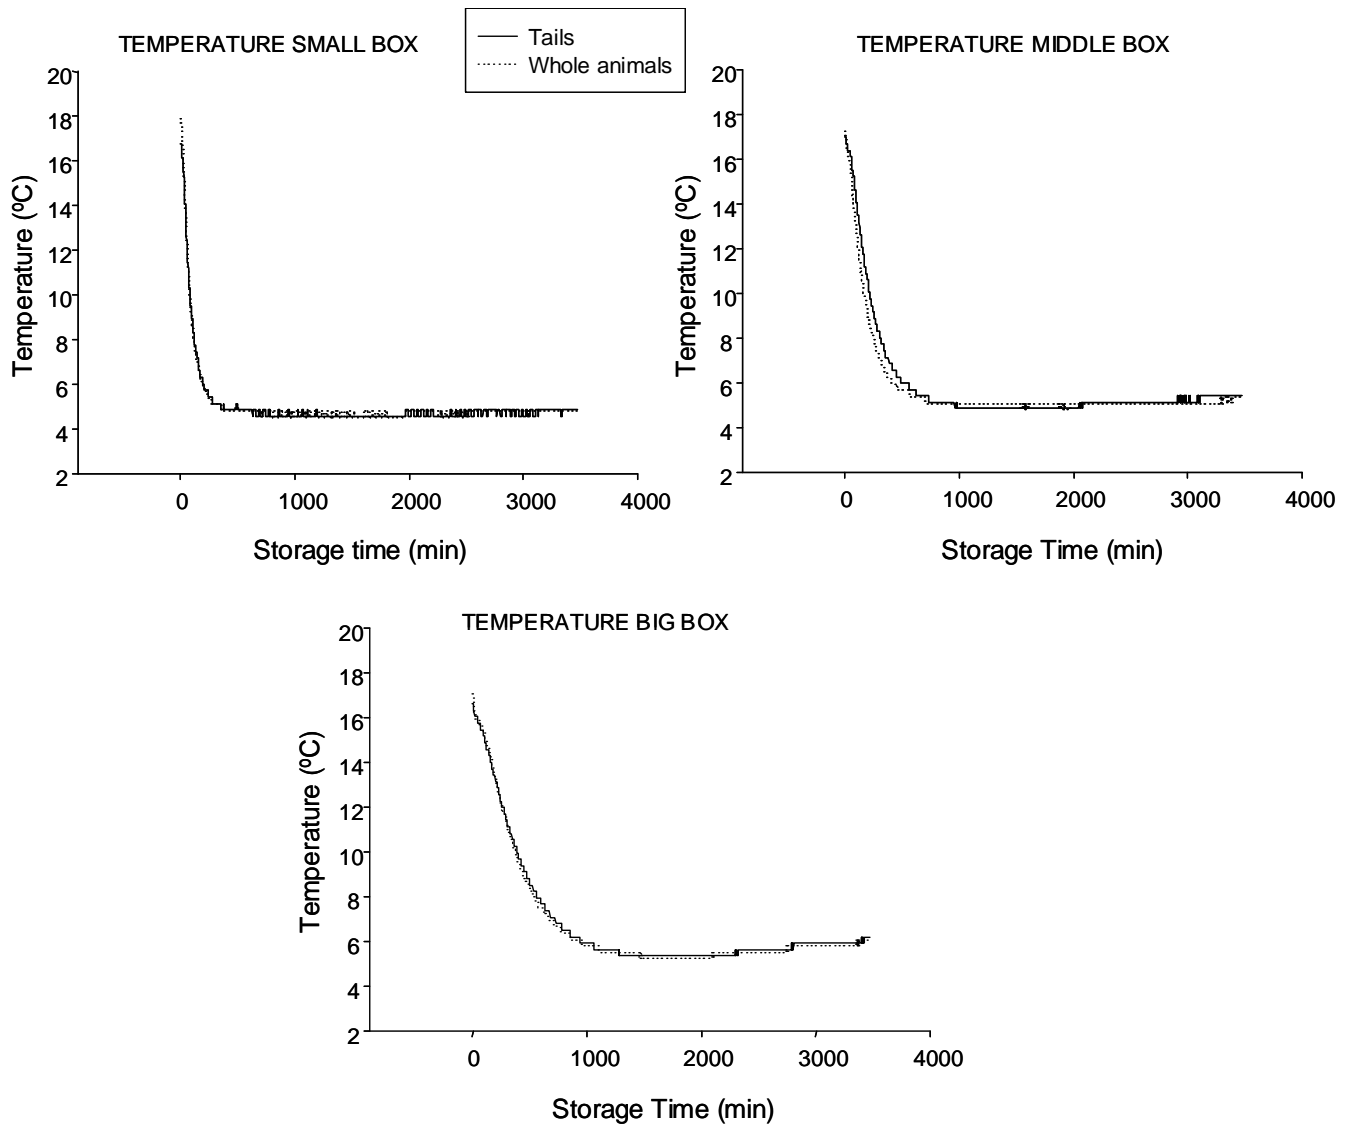 TEMPERATURE SMALL BOX
Tails
Whole animals
TEMPERATURE MIDDLE BOX
20
18
16
14
12
10
8
6
4
2
Temperature (ºC)
0 1000 2000 3000 4000
Storage time (min)
20
18
16
14
12
10
8
6
4
2
Temperature (ºC)
0 1000 2000 3000 4000
Storage Time (min)
TEMPERATURE BIG BOX
20
18
16
14
12
10
8
6
4
2
Temperature (ºC)
0 1000 2000 3000 4000
Storage Time (min)